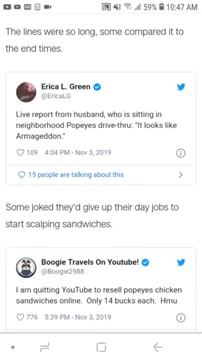 59% 10:47 AM
The lines were so long, some compared it to
the end times.
Erica L. Green
@EricaLG
Live report from husband, who is sitting in
neighborhood Popeyes drive-thru: "It looks like
Armageddon."
109 4:04 PM - Nov 3, 2019
15 people are talking about this
Some joked they'd give up their day jobs to
start scalping sandwiches.
Boogie Travels On Youtube!
@Boogie2988
I am quitting YouTube to resell popeyes chicken
sandwiches online. Only 14 bucks each. Hmu
776 5:39 PM - Nov 3, 2019